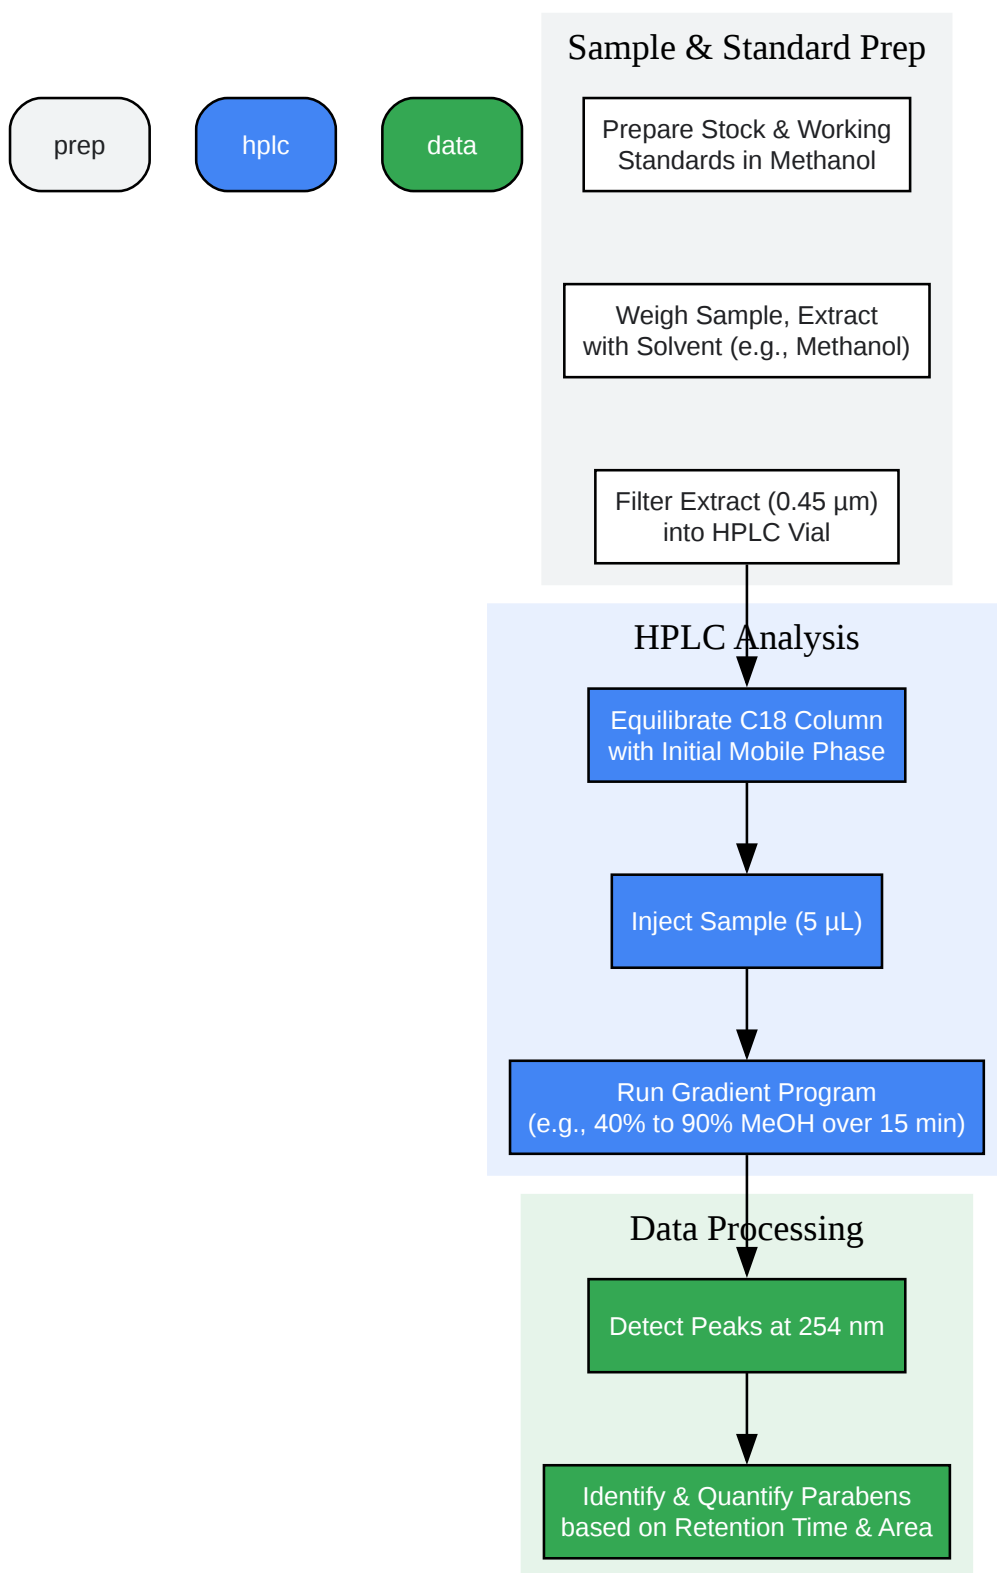 Sample & Standard Prep
prep
hplc
data
Prepare Stock & Working
Standards in Methanol
Weigh Sample, Extract
with Solvent (e.g., Methanol)
Filter Extract (0.45 µm)
into HPLC Vial
HPLC Analysis
Equilibrate C18 Column
with Initial Mobile Phase
Inject Sample (5 µL)
Run Gradient Program
(e.g., 40% to 90% MeOH over 15 min)
Data Processing
Detect Peaks at 254 nm
Identify & Quantify Parabens
based on Retention Time & Area